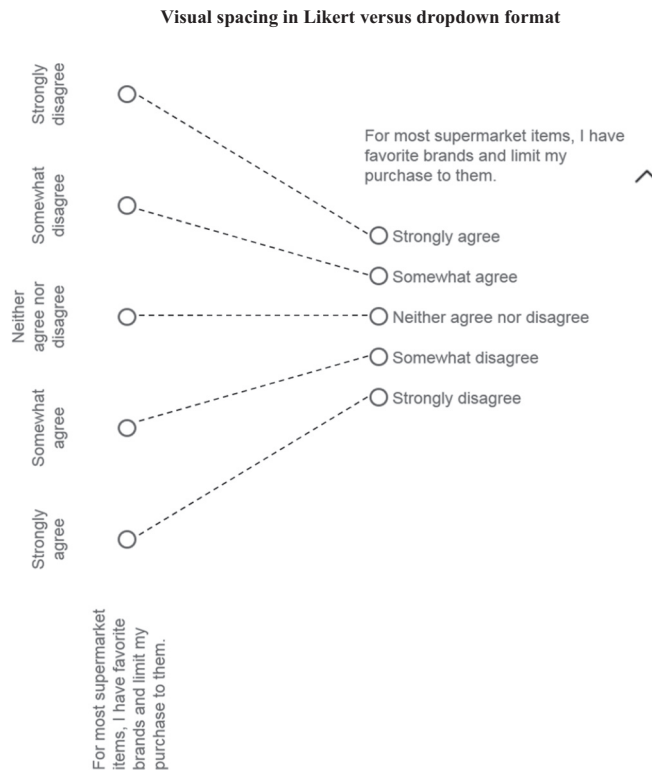 Visual spacing in Likert versus dropdown format
Strongly
disagree
Somewhat
disagree
Neither
agree nor
disagree
Somewhat
agree
Strongly
agree
For most supermarket
items, I have favorite
brands and limit my
purchase to them.
For most supermarket items, I have
favorite brands and limit my
purchase to them.
Strongly agree
Somewhat agree
Neither agree nor disagree
Somewhat disagree
Strongly disagree